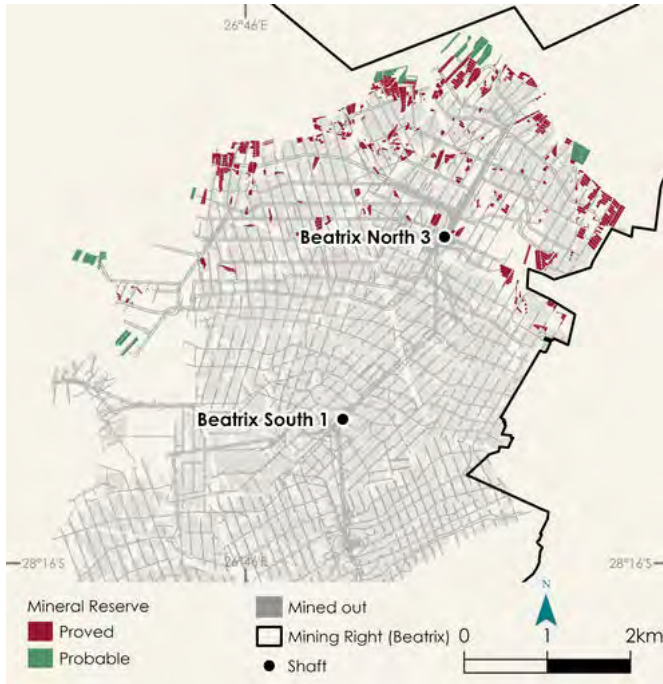 26°46'E
Beatrix North 3
Beatrix South 1
28°16'S
26°46'E
28°16'S
Mineral Reserve
Proved
Probable
Mined out
Mining Right (Beatrix)
Shaft
N
0 1 2km